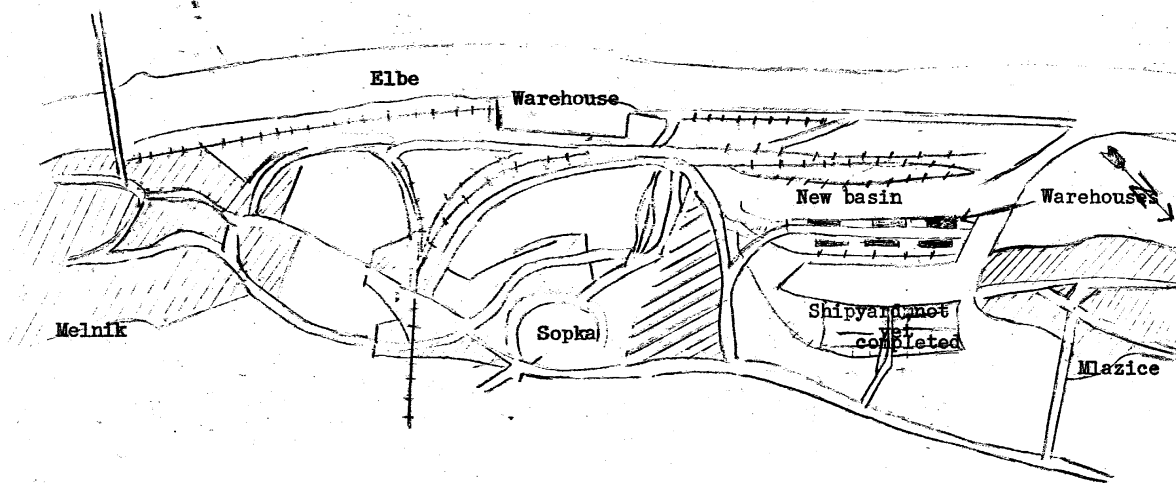 Elbe
Warehouse
New basin
Warehouses
Shipyard not
yet
completed
Sopka
Melnik
Mlazice